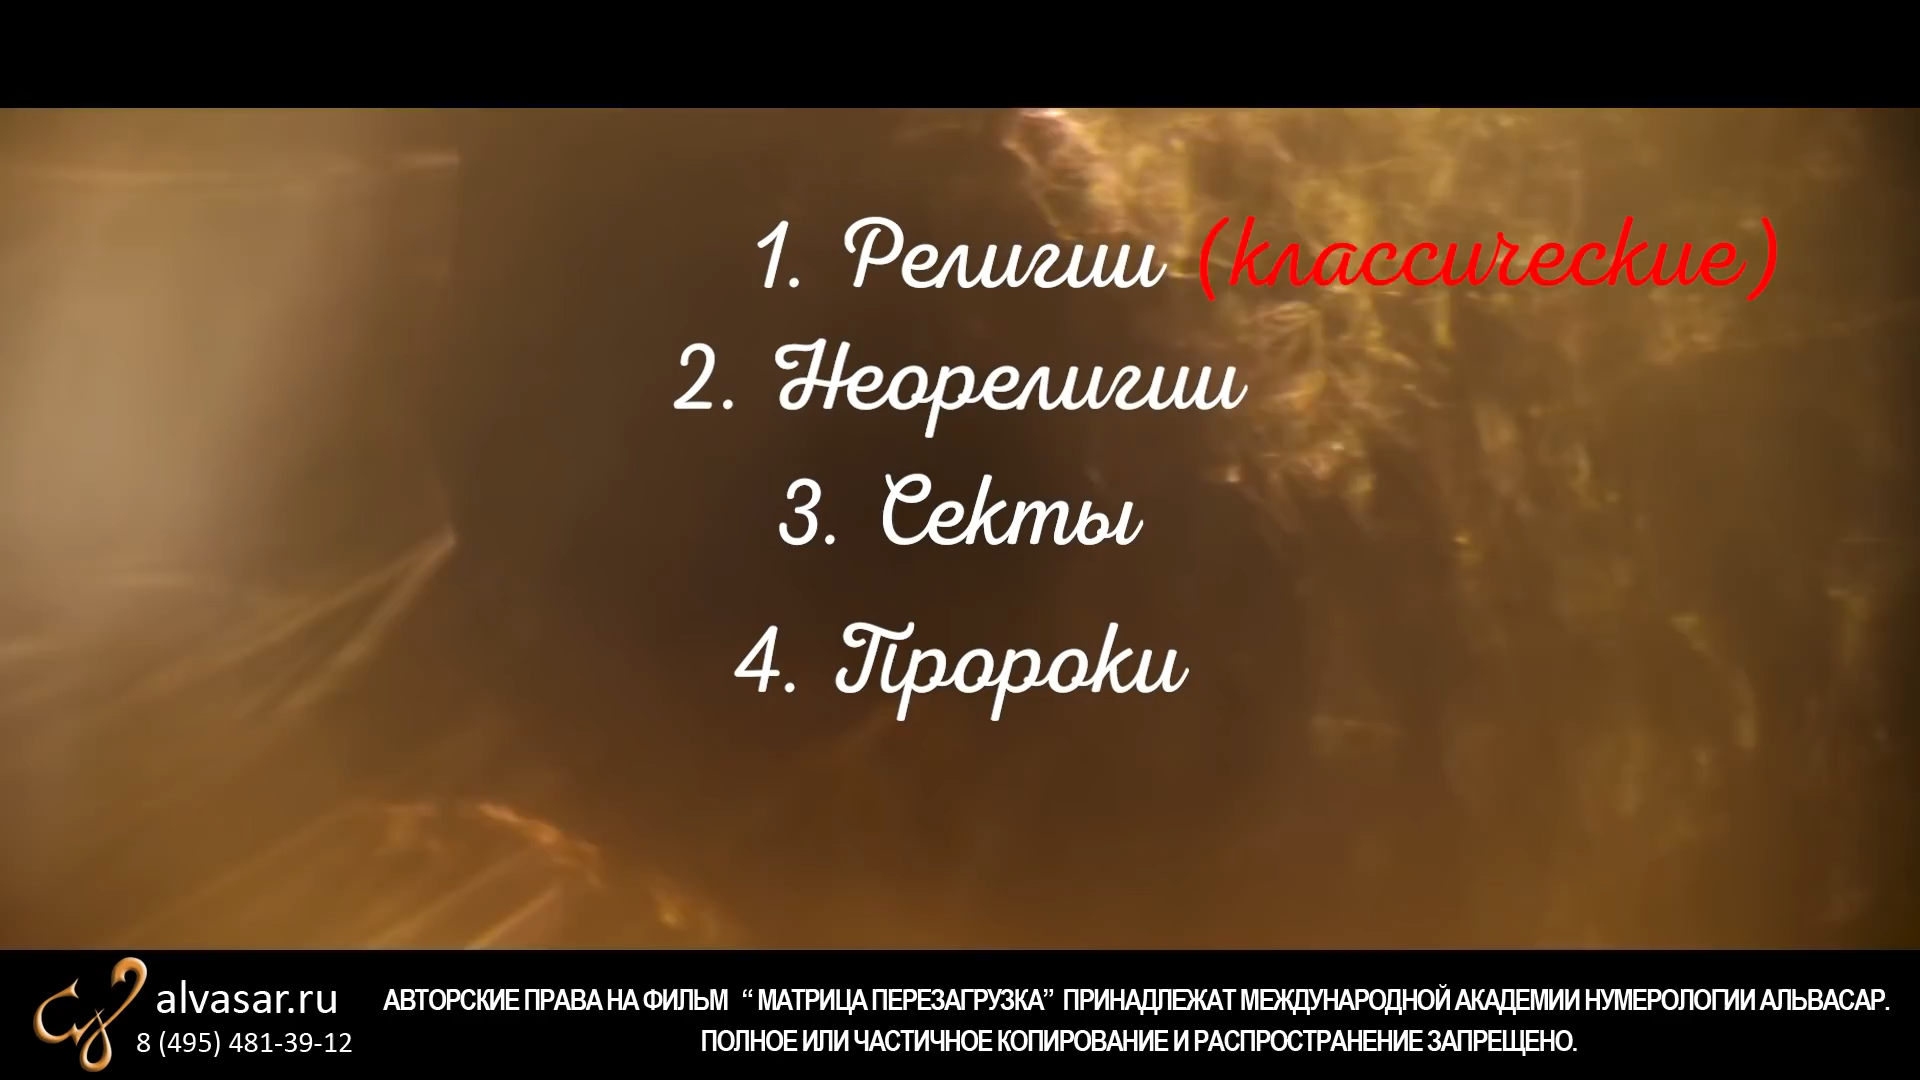 1. Религии (классические)
2. Неорелигии
3. Секты
4. Пророки
alvasar.ru
8 (495) 481-39-12
АВТОРСКИЕ ПРАВА НА ФИЛЬМ “ МАТРИЦА ПЕРЕЗАГРУЗКА” ПРИНАДЛЕЖАТ МЕЖДУНАРОДНОЙ АКАДЕМИИ НУМЕРОЛОГИИ АЛЬВАСАР.
ПОЛНОЕ ИЛИ ЧАСТИЧНОЕ КОПИРОВАНИЕ И РАСПРОСТРАНЕНИЕ ЗАПРЕЩЕНО.